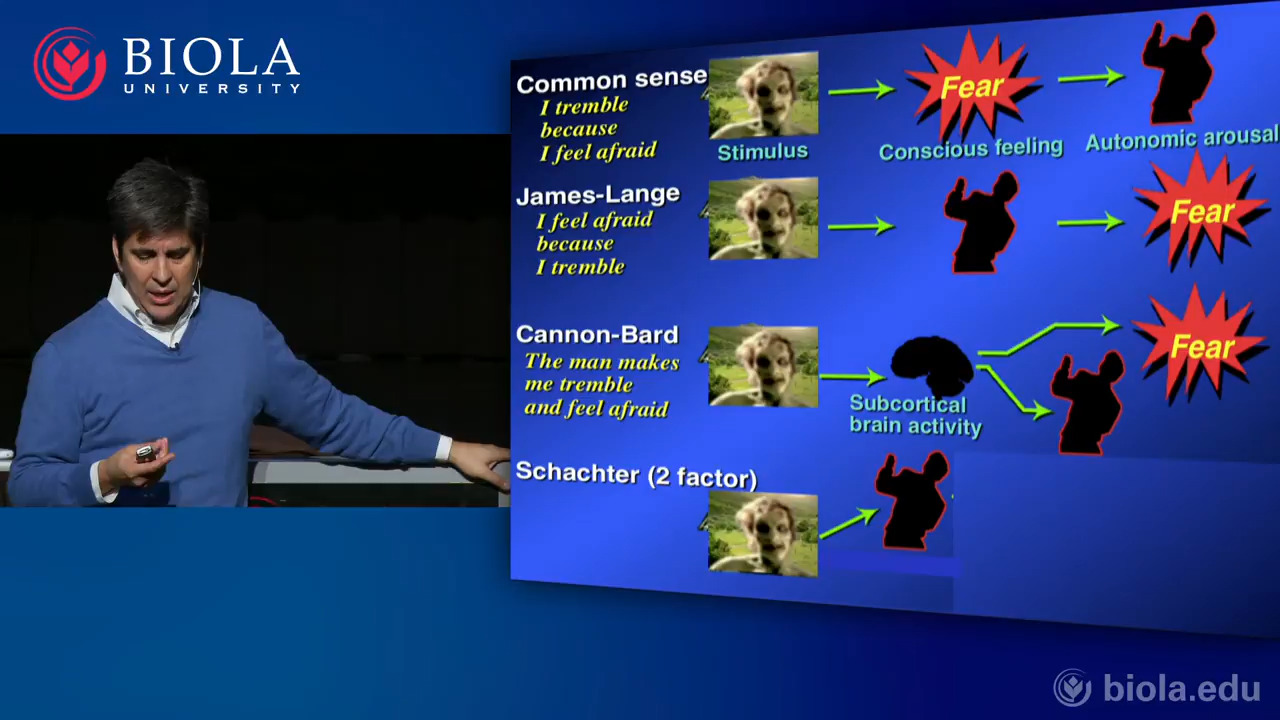 BIOLA
UNIVERSITY
Common sense
I tremble
because
I feel afraid
Stimulus
Fear
Conscious feeling
Autonomic arousal
James-Lange
I feel afraid
because
I tremble
Fear
Cannon-Bard
The man makes
me tremble
and feel afraid
Subcortical
brain activity
Fear
Schachter (2 factor)
biola.edu